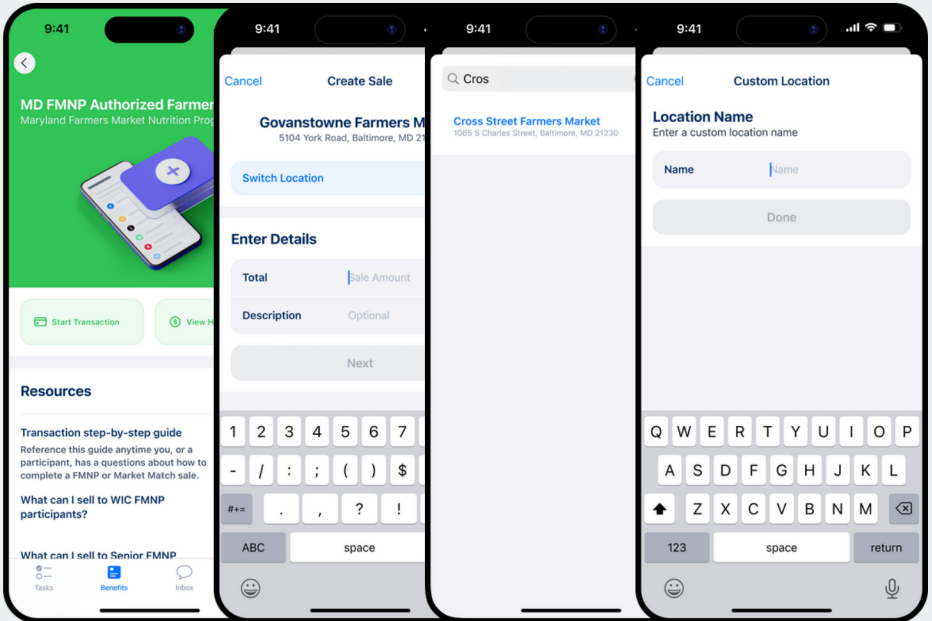 9:41
MD FMNP Authorized Farmer
Maryland Farmers Market Nutrition Prog
Start Transaction
View H
Resources
Transaction step-by-step guide
Reference this guide anytime you, or a
participant, has a questions about how to
complete a FMNP or Market Match sale.
What can I sell to WIC FMNP
participants?
What can I sell to Senior FMNP
Tasks
Benefits
Inbox
9:41
Cancel
Create Sale
Govanstowne Farmers M
5104 York Road, Baltimore, MD 21
Switch Location
Enter Details
Total
Sale Amount
Description
Optional
Next
1 2 3 4 5 6 7
- / : ; ( ) $
#+= . , ? !
ABC space
9:41
Cros
Cross Street Farmers Market
1065 S Charles Street, Baltimore, MD 21230
9:41
Cancel
Custom Location
Location Name
Enter a custom location name
Name
Name
Done
Q W E R T Y U I O P
A S D F G H J K L
Z X C V B N M
123 space return